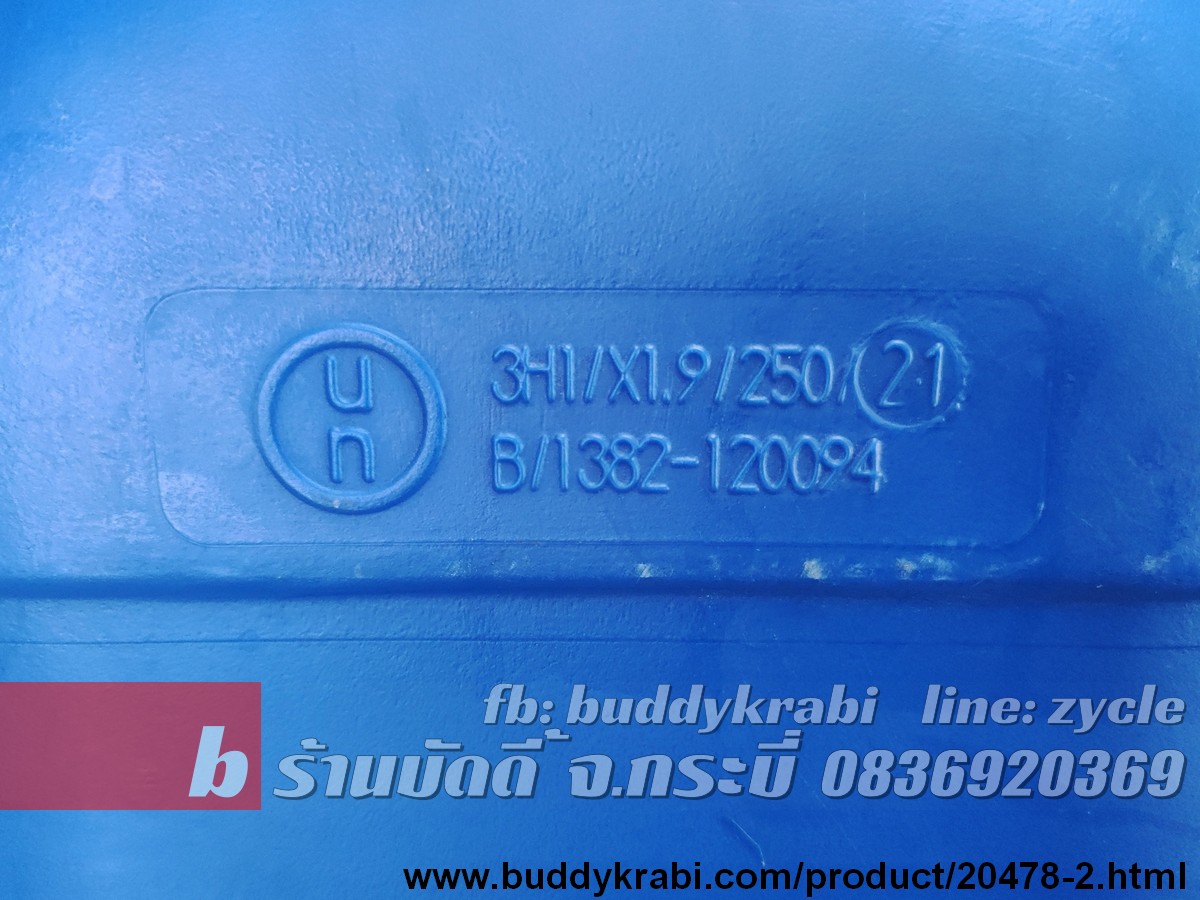 un
3H1/X1.9/250/21
B/1382-120094
fb: buddykrabi line: zycle
b ร้านบัดดี้ จ.กระบี่ 0836920369
www.buddykrabi.com/product/20478-2.html